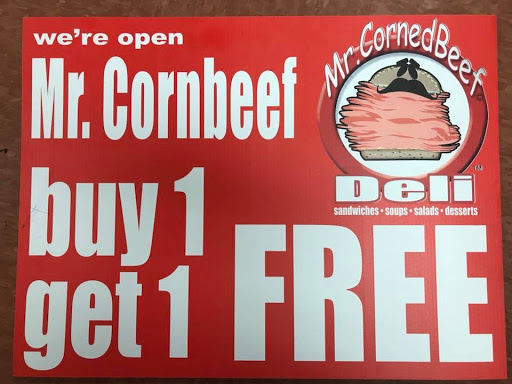 we're open
Mr. Cornbeef
buy 1
get 1 FREE
Mr. CornedBeef
Deli
sandwiches • soups • salads • desserts